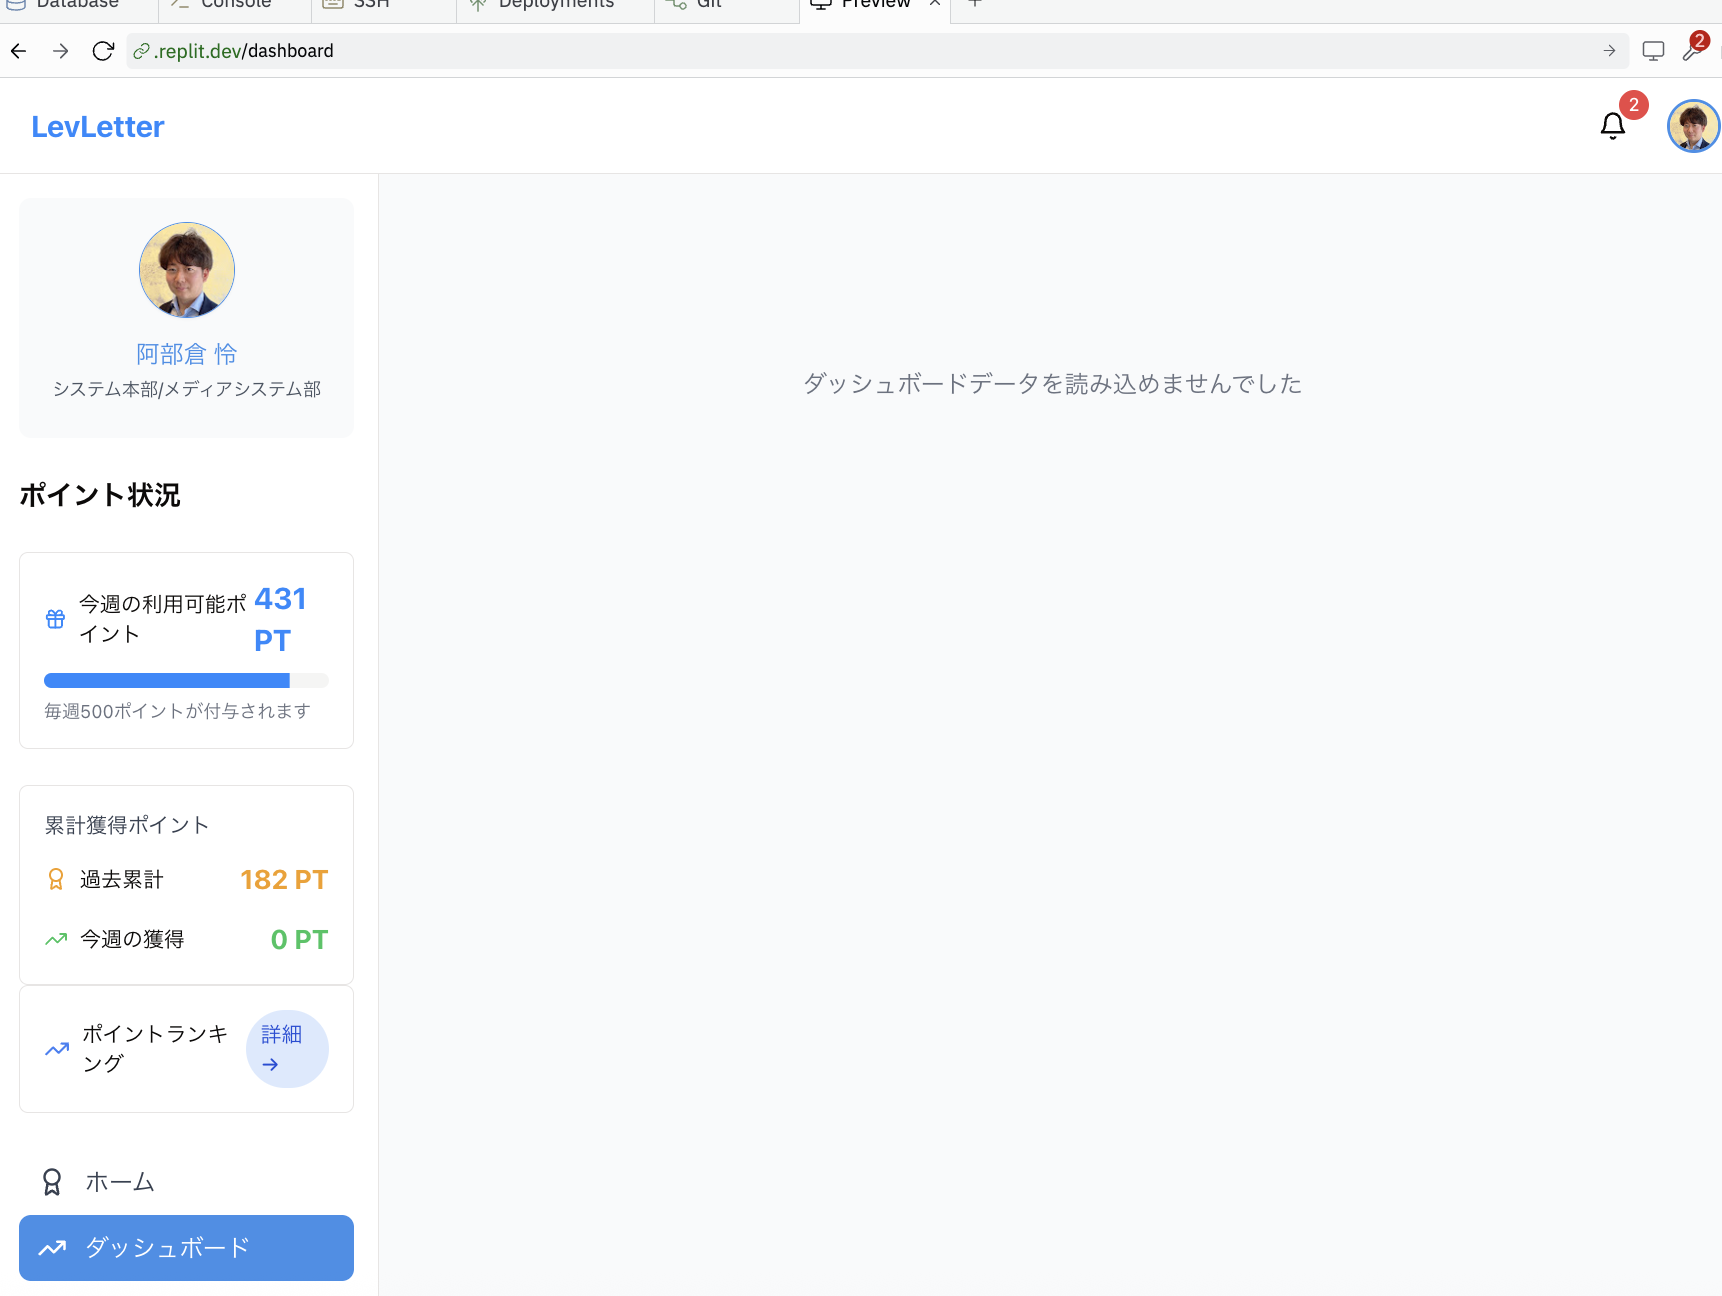 Database
Console
SSH
Deployments
Git
Preview
.replit.dev/dashboard
2
LevLetter
2
阿部倉 怜
システム本部/メディアシステム部
ダッシュボードデータを読み込めませんでした
ポイント状況
今週の利用可能ポ
イント
431
PT
毎週500ポイントが付与されます
累計獲得ポイント
過去累計 182 PT
今週の獲得 0 PT
ポイントランキ
ング
詳細
→
ホーム
ダッシュボード